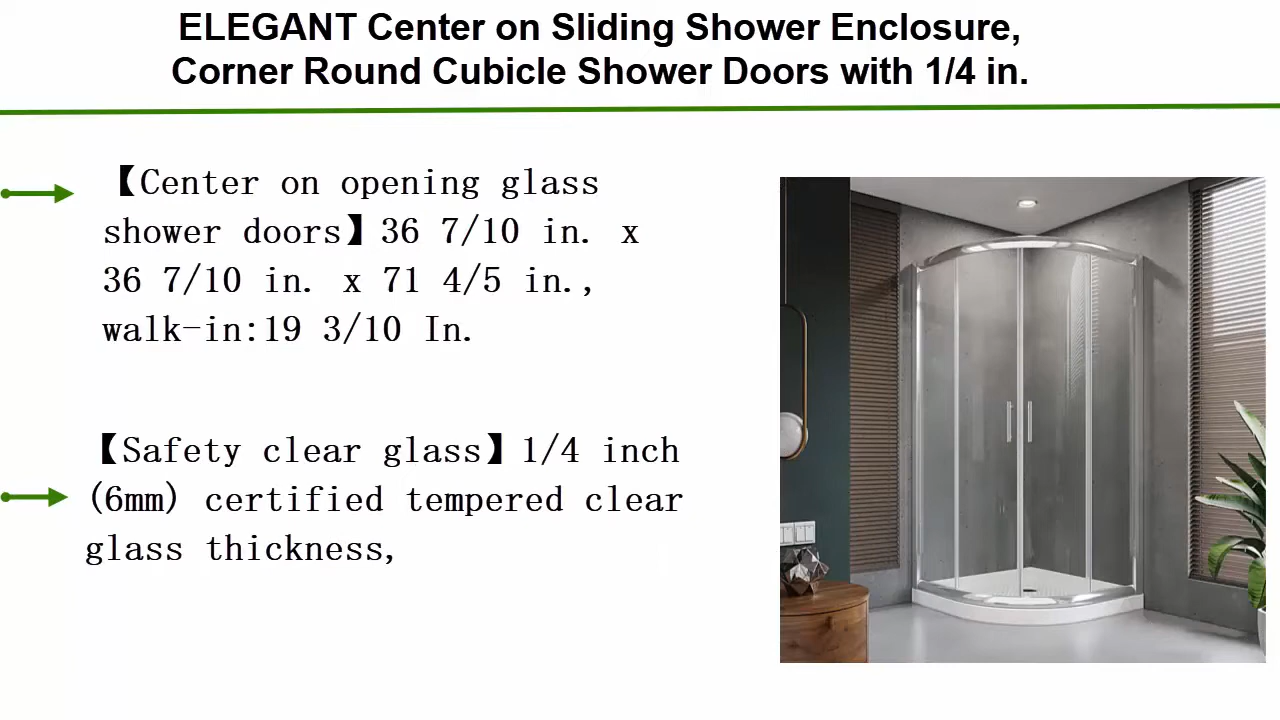 ELEGANT Center on Sliding Shower Enclosure,
Corner Round Cubicle Shower Doors with 1/4 in.
【Center on opening glass
shower doors】36 7/10 in. x
36 7/10 in. x 71 4/5 in.,
walk-in:19 3/10 In.
【Safety clear glass】1/4 inch
(6mm) certified tempered clear
glass thickness,